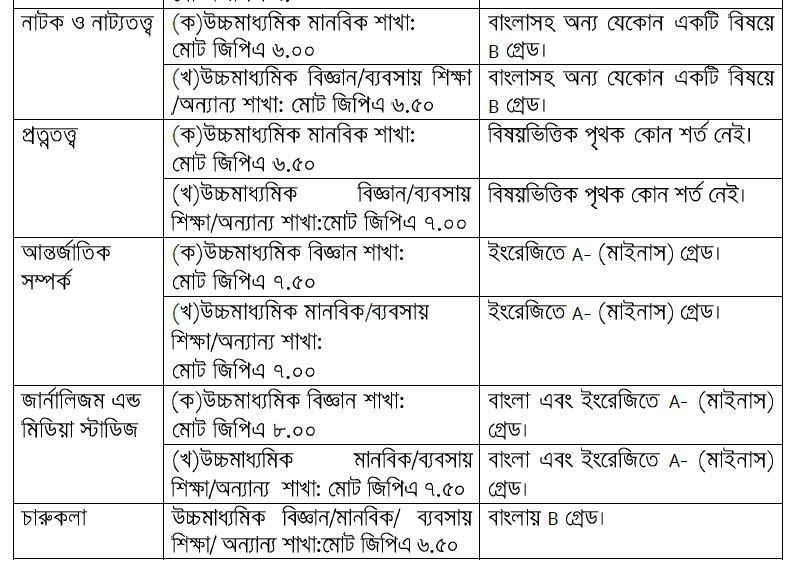 নাটক ও নাট্যতত্ত্ব
(ক)উচ্চমাধ্যমিক মানবিক শাখা:
মোট জিপিএ ৬.০০
বাংলাসহ অন্য যেকোন একটি বিষয়ে
B গ্রেড।
(খ)উচ্চমাধ্যমিক বিজ্ঞান/ব্যবসায় শিক্ষা
/অন্যান্য শাখা: মোট জিপিএ ৬.৫০
বাংলাসহ অন্য যেকোন একটি বিষয়ে
B গ্রেড।
প্রত্নতত্ত্ব
(ক)উচ্চমাধ্যমিক মানবিক শাখা:
মোট জিপিএ ৬.৫০
বিষয়ভিত্তিক পৃথক কোন শর্ত নেই।
(খ)উচ্চমাধ্যমিক বিজ্ঞান/ব্যবসায়
শিক্ষা/অন্যান্য শাখা:মোট জিপিএ ৭.০০
বিষয়ভিত্তিক পৃথক কোন শর্ত নেই।
আন্তর্জাতিক
সম্পর্ক
(ক)উচ্চমাধ্যমিক বিজ্ঞান শাখা:
মোট জিপিএ ৭.৫০
ইংরেজিতে A- (মাইনাস) গ্রেড।
(খ)উচ্চমাধ্যমিক মানবিক/ব্যবসায়
শিক্ষা/অন্যান্য শাখা:
মোট জিপিএ ৭.০০
ইংরেজিতে A- (মাইনাস) গ্রেড।
জার্নালিজম এন্ড
মিডিয়া স্টাডিজ
(ক)উচ্চমাধ্যমিক বিজ্ঞান শাখা:
মোট জিপিএ ৮.০০
বাংলা এবং ইংরেজিতে A- (মাইনাস)
গ্রেড।
(খ)উচ্চমাধ্যমিক মানবিক/ব্যবসায়
শিক্ষা/অন্যান্য শাখা: মোট জিপিএ ৭.৫০
বাংলা এবং ইংরেজিতে A- (মাইনাস)
গ্রেড।
চারুকলা
উচ্চমাধ্যমিক বিজ্ঞান/মানবিক/ ব্যবসায়
শিক্ষা/ অন্যান্য শাখা:মোট জিপিএ ৬.৫০
বাংলায় B গ্রেড।